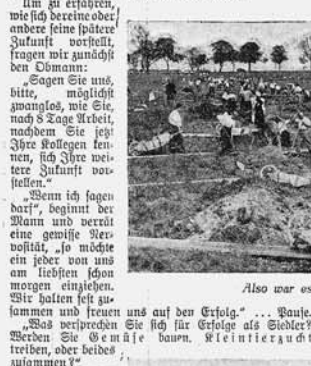 Um zu erfahren,
wie sich der eine oder
andere seine spätere
Zukunft vorstellt,
fragen wir zunächst
den Obmann:
„Sagen Sie uns,
bitte, möglichst
zwanglos, wie Sie,
nach 8 Tage Arbeit,
nachdem Sie jetzt
Ihre Kollegen ken-
nen, sich Ihre wei-
tere Zukunft vor-
stellen."
„Wenn ich sagen
darf", beginnt der
Mann und verrät
eine gewisse Ner-
vosität, „so möchte
ein jeder von uns
am liebsten schon
morgen einziehen.
Wir halten fest zu-
sammen und freuen uns auf den Erfolg." ... Pause.
„Was versprechen Sie sich für Erfolge als Siedler?
Werden Sie Gemüse bauen, Kleintierzucht
treiben, oder beides
zusammen?"
Also war es